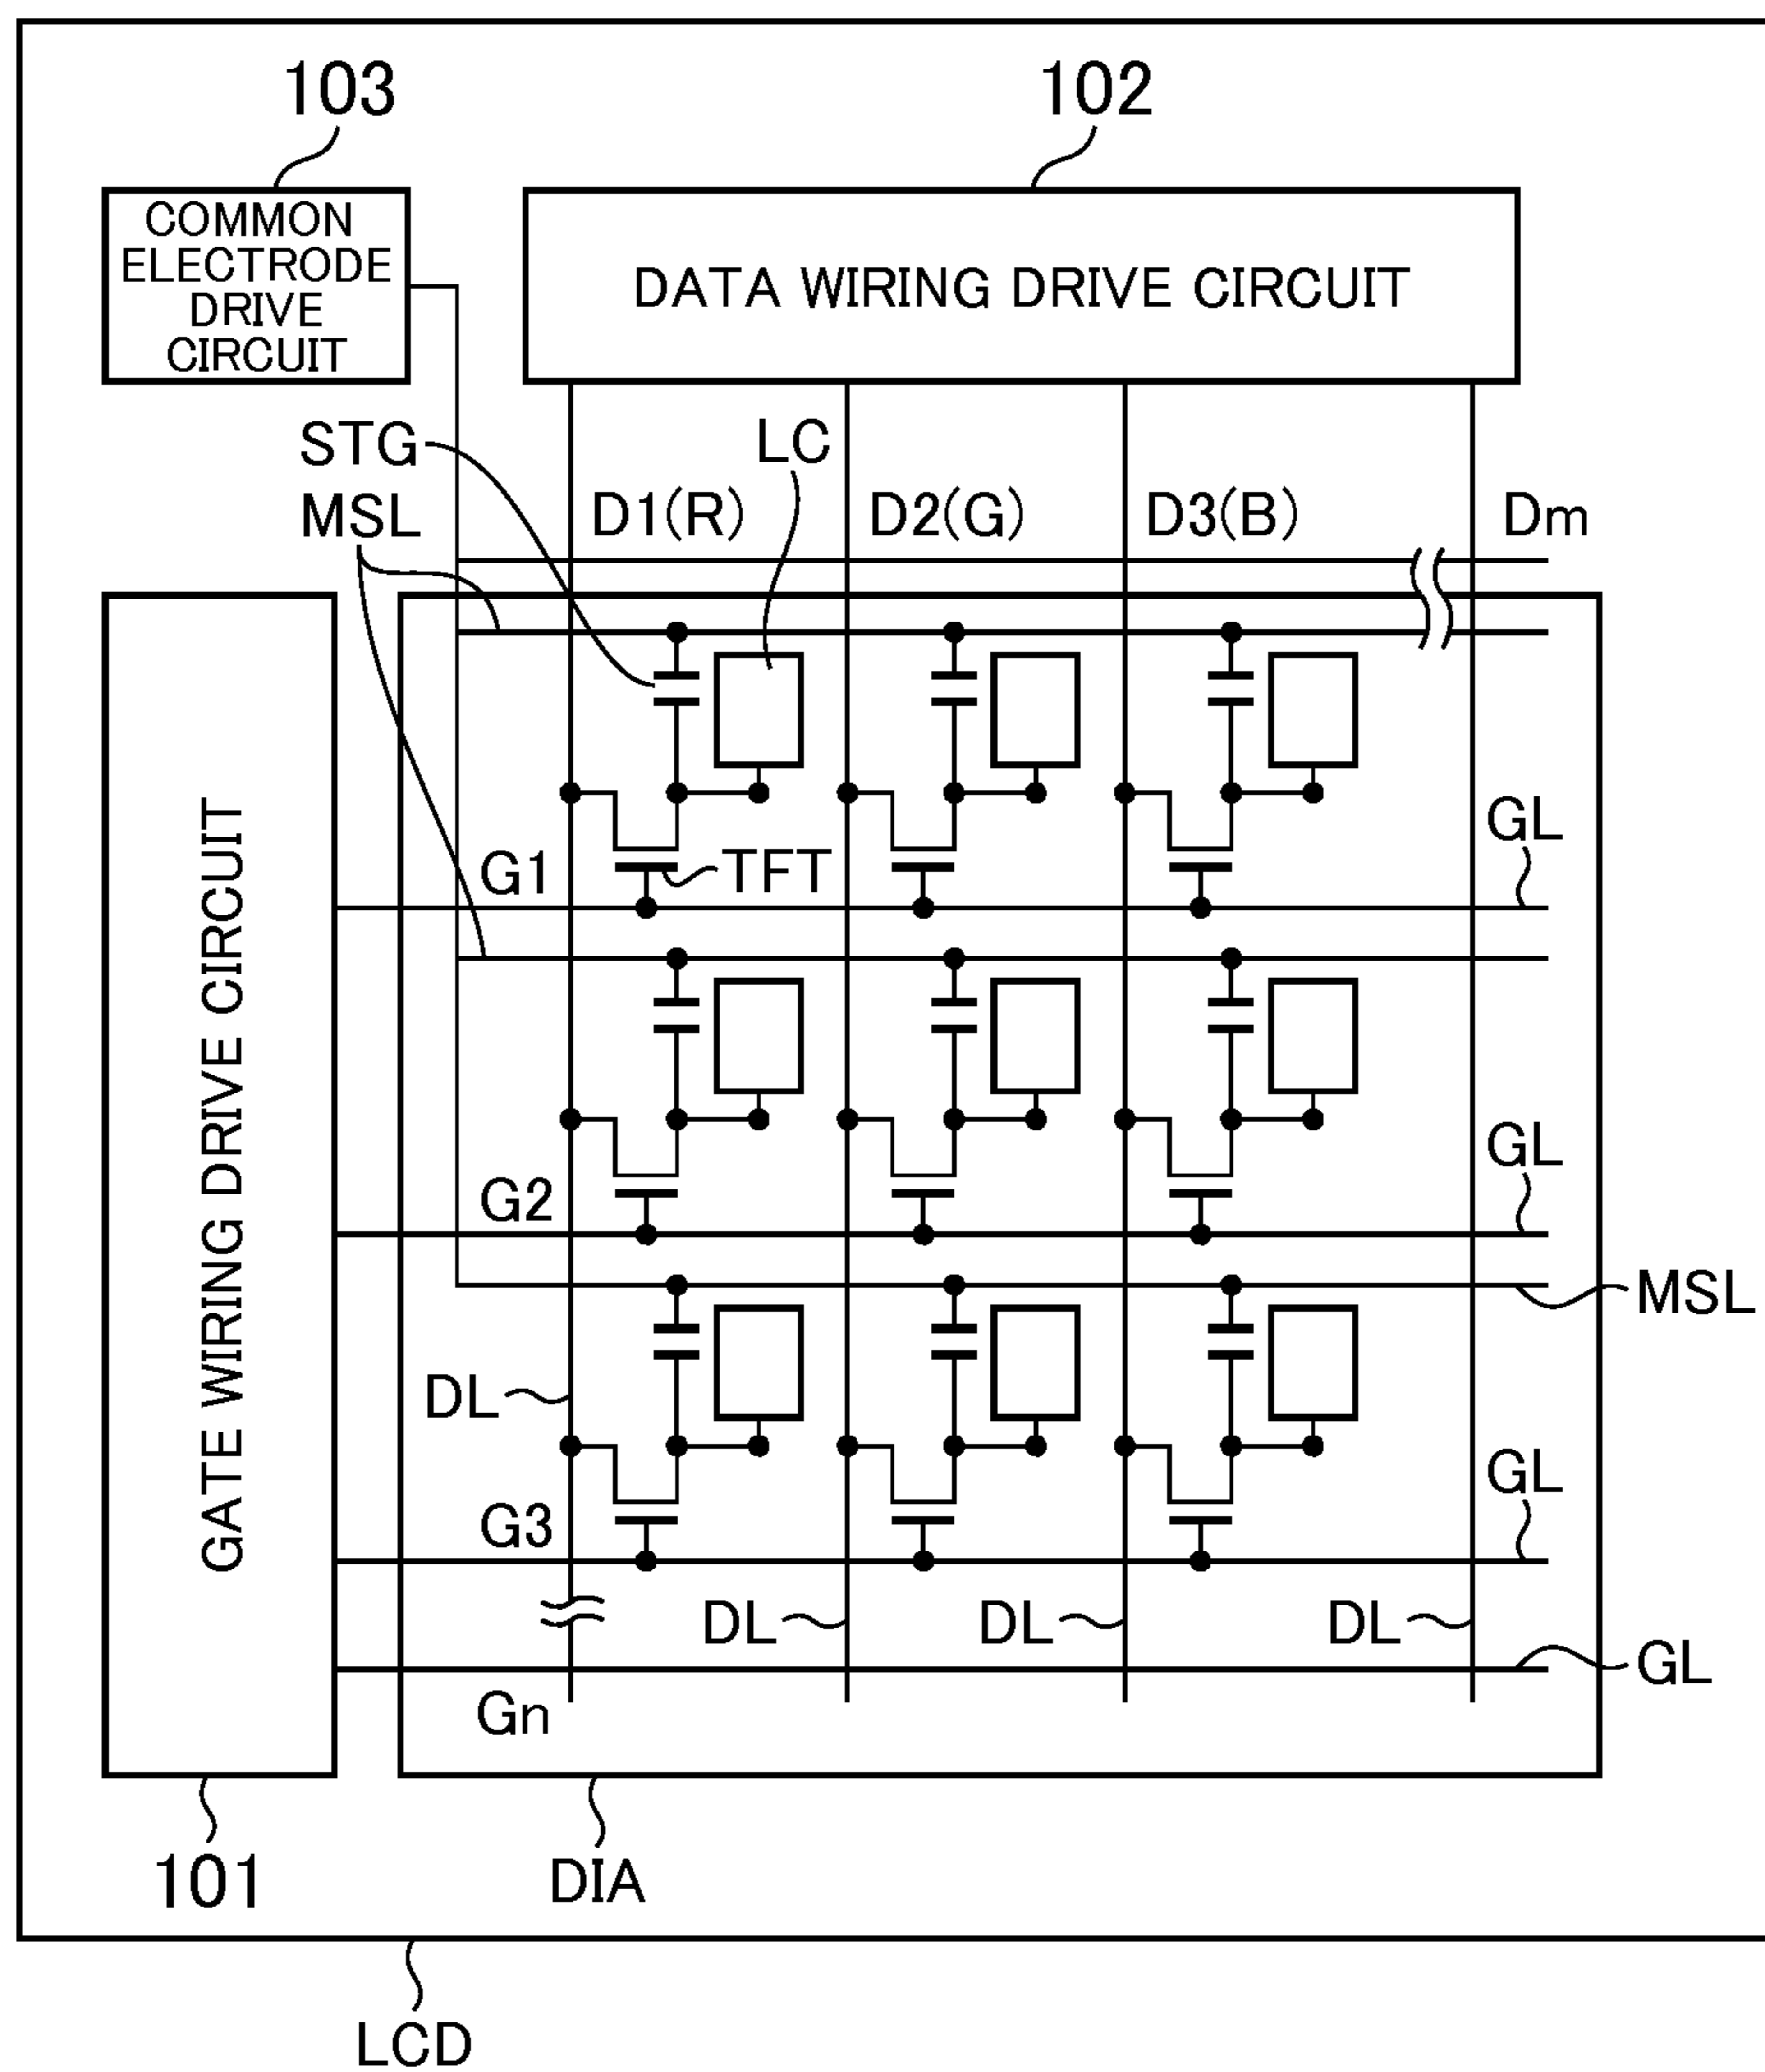 103
102
COMMON
ELECTRODE
DRIVE
CIRCUIT
DATA WIRING DRIVE CIRCUIT
STG
LC
MSL
D1(R)
D2(G)
D3(B)
Dm
GATE WIRING DRIVE CIRCUIT
G1
TFT
GL
G2
GL
MSL
DL
G3
GL
DL
DL
DL
GL
Gn
101
DIA
LCD